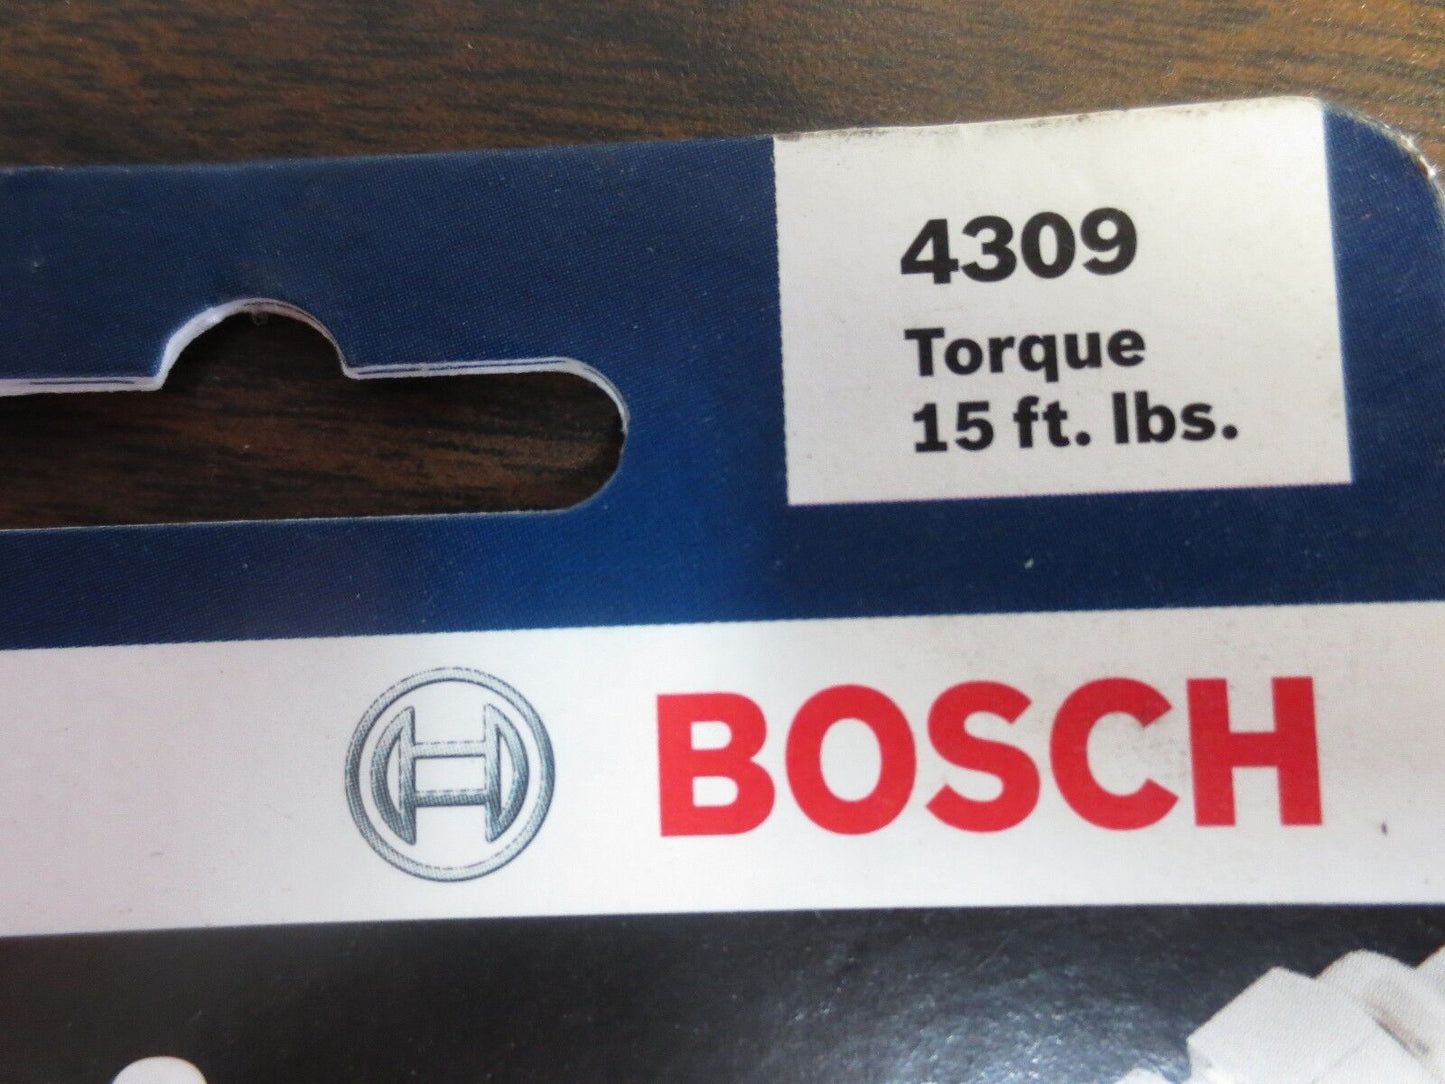 4309
Torque
15 ft. lbs.
BOSCH